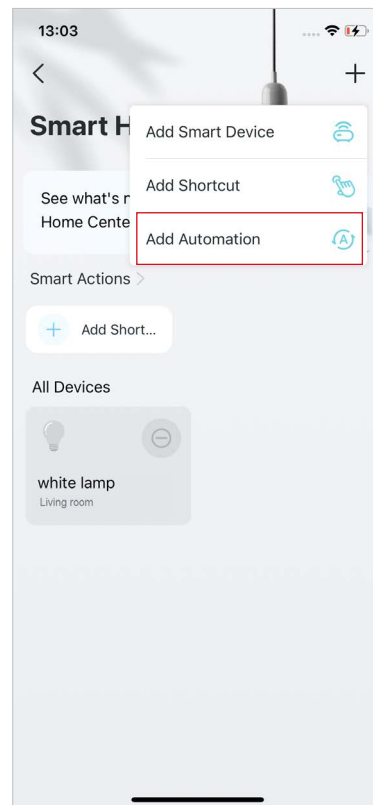 13:03
Smart H
Add Smart Device
Add Shortcut
Add Automation
A
See what's n
Home Cente
Smart Actions >
+ Add Short...
All Devices
white lamp
Living room